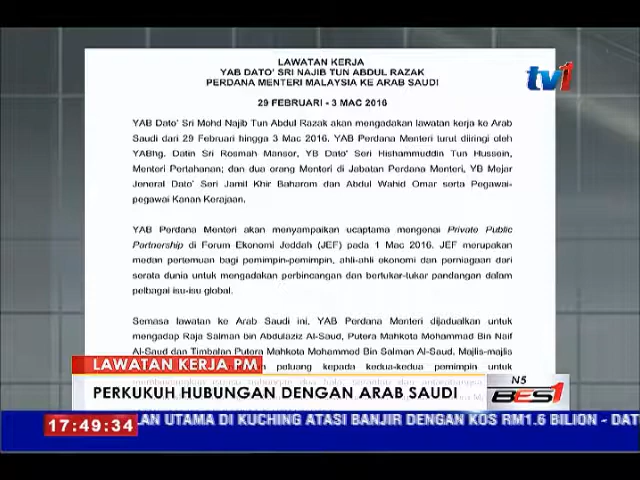 LAWATAN KERJA
YAB DATO' SRI NAJIB TUN ABDUL RAZAK
PERDANA MENTERI MALAYSIA KE ARAB SAUDI
tv1
29 FEBRUARI - 3 MAC 2016
YAB Dato' Sri Mohd Najib Tun Abdul Razak akan mengadakan lawatan kerja ke Arab
Saudi dari 29 Februari hingga 3 Mac 2016. YAB Perdana Menteri turut diiringi oleh
YABhg. Datin Sri Rosmah Mansor, YB Dato' Seri Hishammuddin Tun Hussein,
Menteri Pertahanan; dan dua orang Menteri di Jabatan Perdana Menteri, YB Mejar
Jeneral Dato' Seri Jamil Khir Baharom dan Abdul Wahid Omar serta Pegawai-
pegawai Kanan Kerajaan.
YAB Perdana Menteri akan menyampaikan ucaptama mengenai Private Public
Partnership di Forum Ekonomi Jeddah (JEF) pada 1 Mac 2016. JEF merupakan
medan pertemuan bagi pemimpin-pemimpin, ahli-ahli ekonomi dan perniagaan dari
serata dunia untuk mengadakan perbincangan dan bertukar-tukar pandangan dalam
pelbagai isu-isu global.
Semasa lawatan ke Arab Saudi ini, YAB Perdana Menteri dijadualkan untuk
mengadap Raja Salman bin Abdulaziz Al-Saud, Putera Mahkota Mohammad Bin Naif
Al-Saud dan Timbalan Putera Mahkota Mohammed Bin Salman Al-Saud. Majlis-majlis
peluang kepada kedua-kedua pemimpin untuk
LAWATAN KERJA PM
PERKUKUH HUBUNGAN DENGAN ARAB SAUDI
N5
BES1
17:49:34
LAN UTAMA DI KUCHING ATASI BANJIR DENGAN KOS RM1.6 BILION - DAT